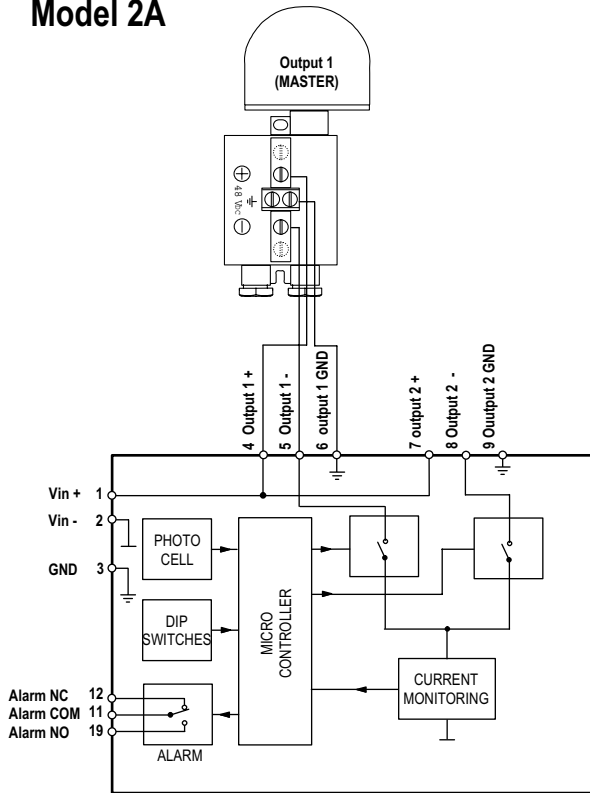 Model 2A
Output 1
(MASTER)
48 VDC
4 Output 1 +
5 Output 1 -
6 output 1 GND
7 output 2 +
8 Output 2 -
9 Ouutput 2 GND
Vin + 1
Vin - 2
GND 3
PHOTO
CELL
DIP
SWITCHES
MICRO
CONTROLLER
CURRENT
MONITORING
Alarm NC 12
Alarm COM 11
Alarm NO 19
ALARM